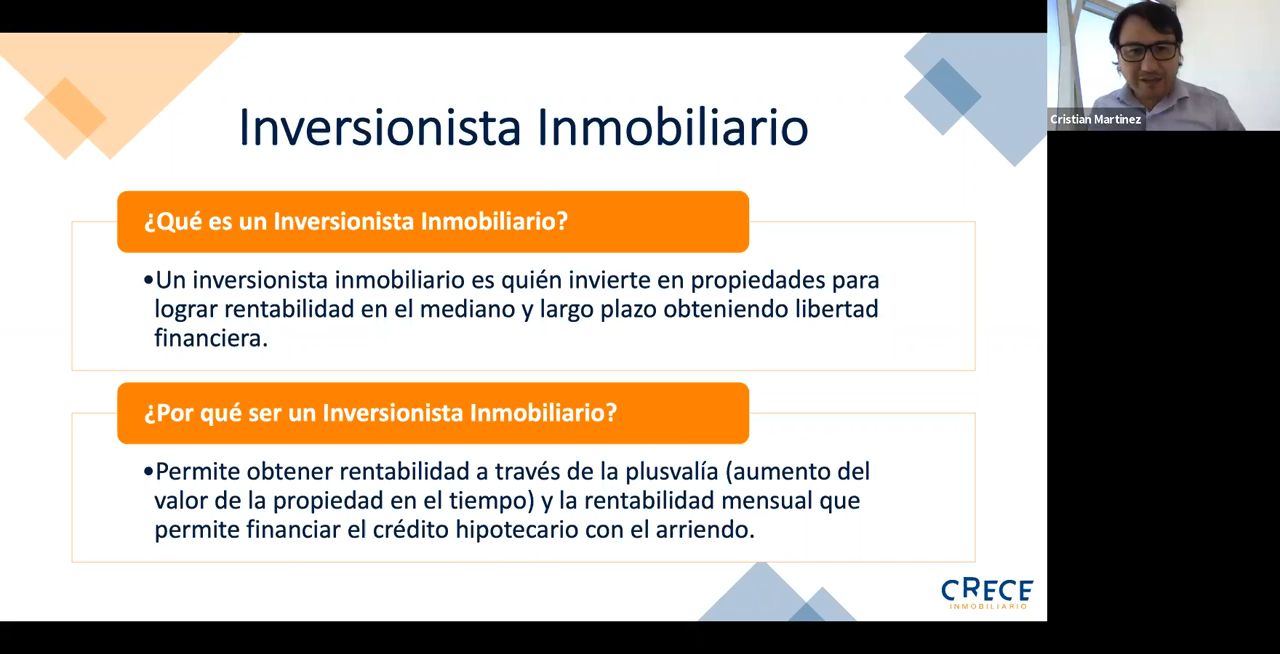 Inversionista Inmobiliario
¿Qué es un Inversionista Inmobiliario?
•Un inversionista inmobiliario es quién invierte en propiedades para
lograr rentabilidad en el mediano y largo plazo obteniendo libertad
financiera.
¿Por qué ser un Inversionista Inmobiliario?
•Permite obtener rentabilidad a través de la plusvalía (aumento del
valor de la propiedad en el tiempo) y la rentabilidad mensual que
permite financiar el crédito hipotecario con el arriendo.
CRECE
INMOBILIARIO
Cristian Martinez